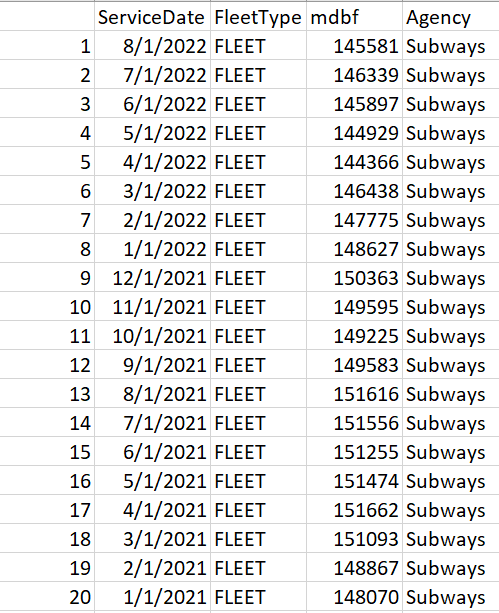 ServiceDate FleetType mdbf Agency
1 8/1/2022 FLEET 145581 Subways
2 7/1/2022 FLEET 146339 Subways
3 6/1/2022 FLEET 145897 Subways
4 5/1/2022 FLEET 144929 Subways
5 4/1/2022 FLEET 144366 Subways
6 3/1/2022 FLEET 146438 Subways
7 2/1/2022 FLEET 147775 Subways
8 1/1/2022 FLEET 148627 Subways
9 12/1/2021 FLEET 150363 Subways
10 11/1/2021 FLEET 149595 Subways
11 10/1/2021 FLEET 149225 Subways
12 9/1/2021 FLEET 149583 Subways
13 8/1/2021 FLEET 151616 Subways
14 7/1/2021 FLEET 151556 Subways
15 6/1/2021 FLEET 151255 Subways
16 5/1/2021 FLEET 151474 Subways
17 4/1/2021 FLEET 151662 Subways
18 3/1/2021 FLEET 151093 Subways
19 2/1/2021 FLEET 148867 Subways
20 1/1/2021 FLEET 148070 Subways